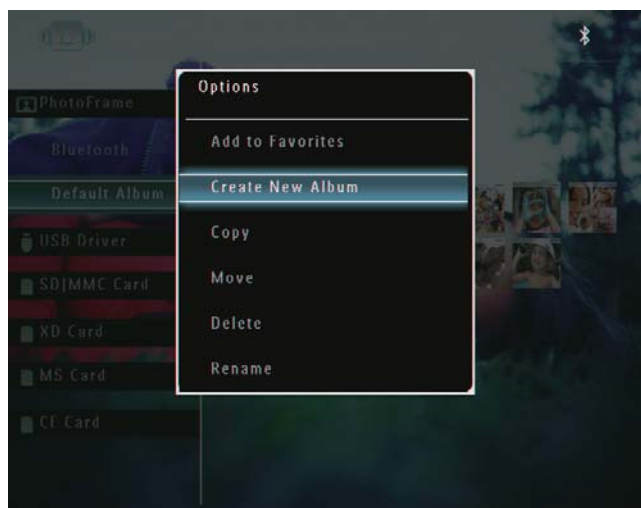 PhotoFrame
Bluetooth
Default Album
USB Driver
SD|MMC Card
XD Card
MS Card
CF Card
Options
Add to Favorites
Create New Album
Copy
Move
Delete
Rename